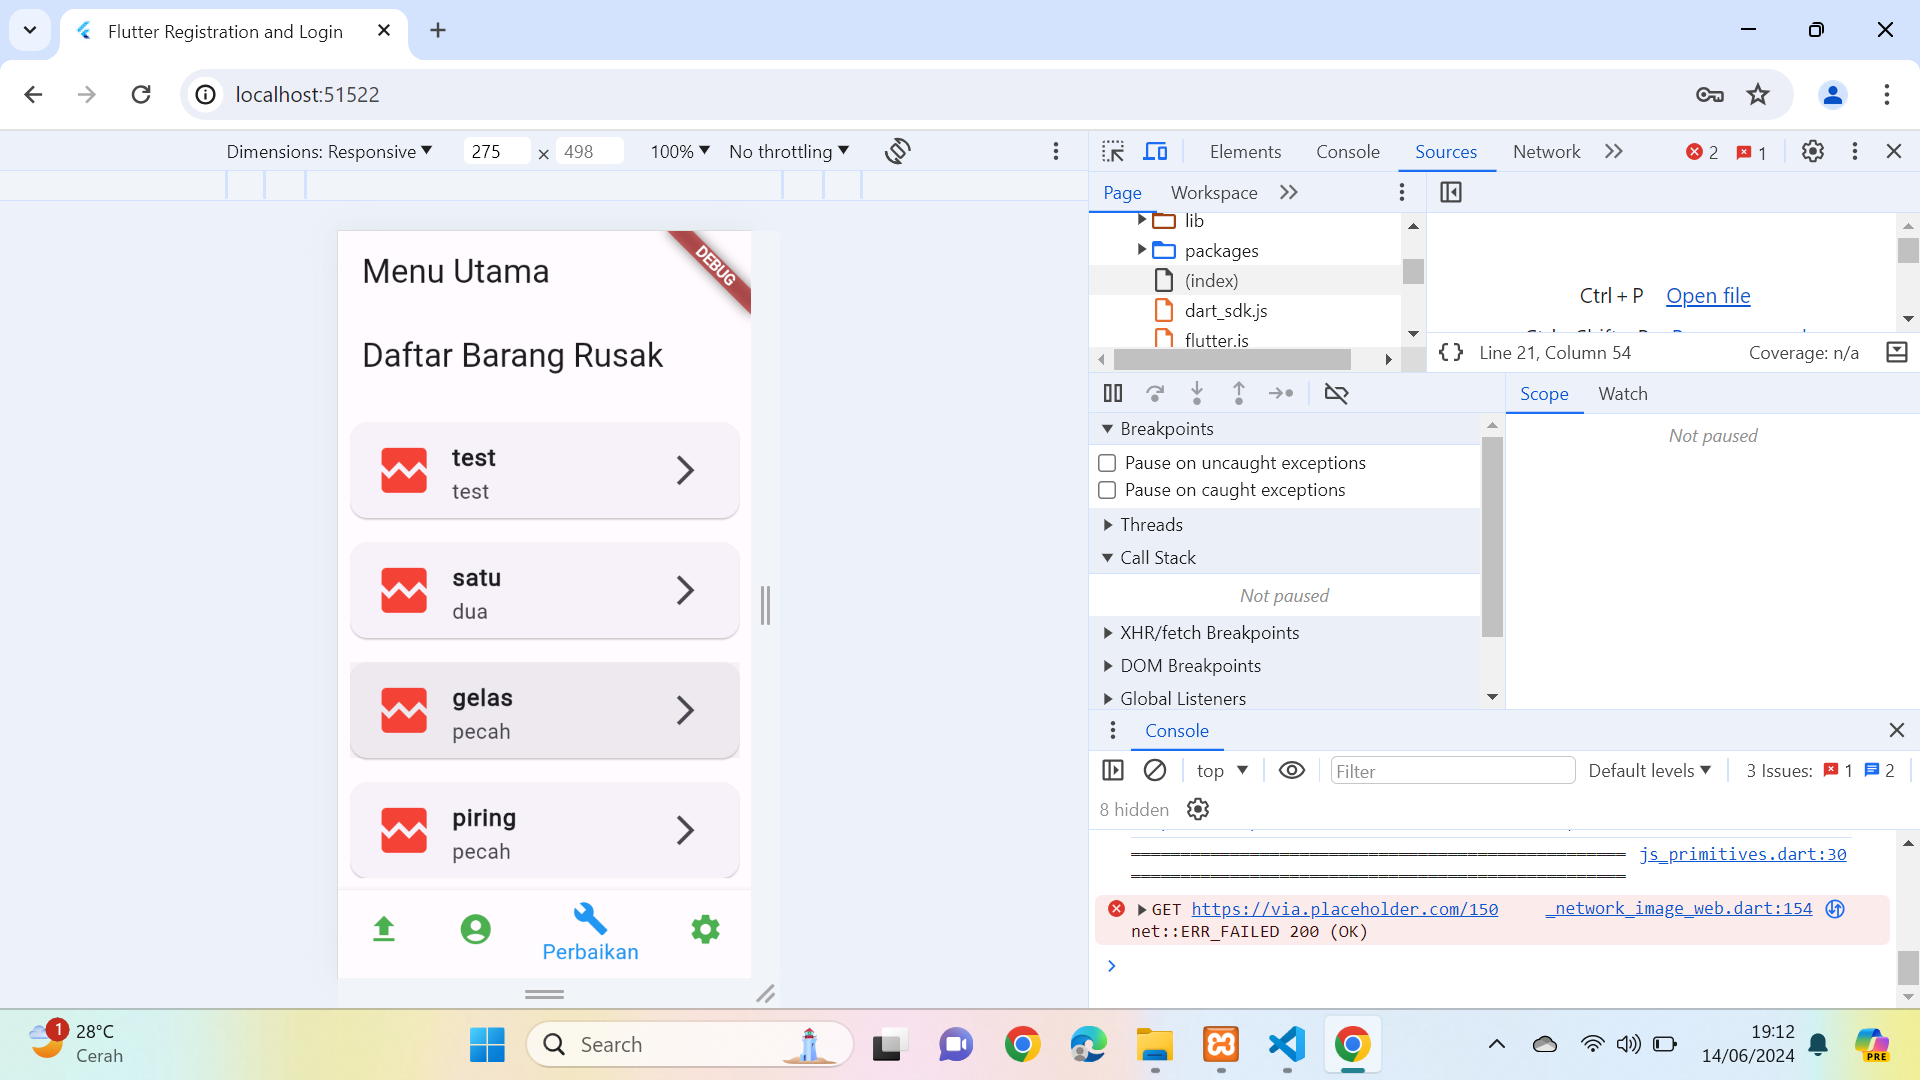 Flutter Registration and Login
localhost:51522
Dimensions: Responsive
275 × 498
100%
No throttling
Elements
Console
Sources
Network
2
1
Page
Workspace
lib
packages
(index)
dart_sdk.js
flutter.js
Ctrl + P Open file
Line 21, Column 54
Coverage: n/a
Menu Utama
DEBUG
Daftar Barang Rusak
test
test
satu
dua
gelas
pecah
piring
pecah
Perbaikan
Scope
Watch
Not paused
Breakpoints
Pause on uncaught exceptions
Pause on caught exceptions
Threads
Call Stack
Not paused
XHR/fetch Breakpoints
DOM Breakpoints
Global Listeners
Console
top
Filter
Default levels
3 Issues: 1 2
8 hidden
================================================== js_primitives.dart:30
==================================================
GET https://via.placeholder.com/150 _network_image_web.dart:154
net::ERR_FAILED 200 (OK)
1
28°C
Cerah
Search
19:12
14/06/2024
PRE